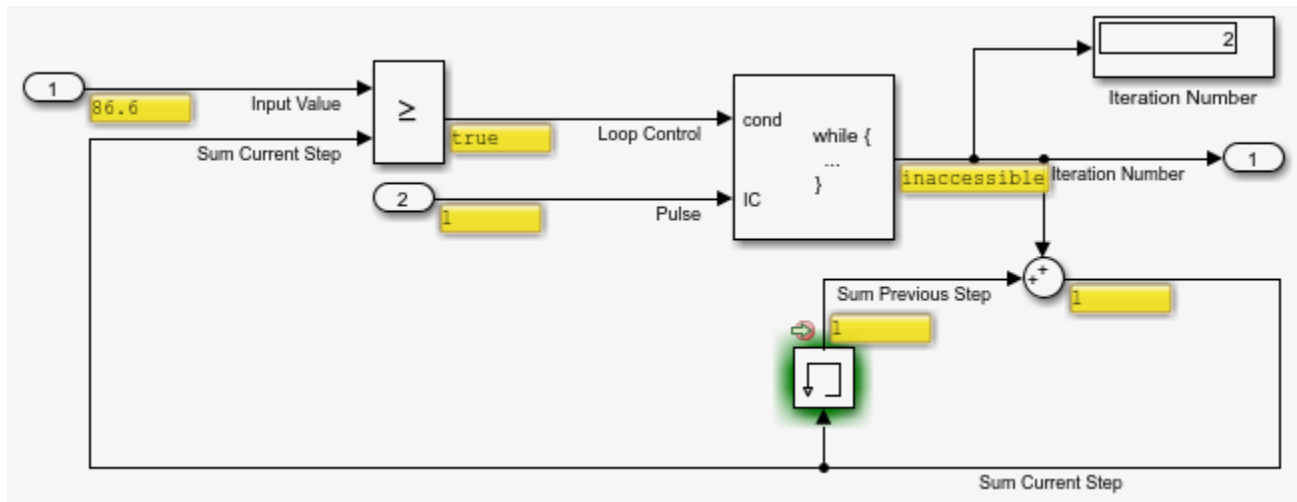 2
Iteration Number
1
86.6
Input Value
≥
Sum Current Step
true
Loop Control
cond
while {
...
}
IC
2
1
Pulse
inaccessible
Iteration Number
1
+
+
1
Sum Previous Step
1
Sum Current Step